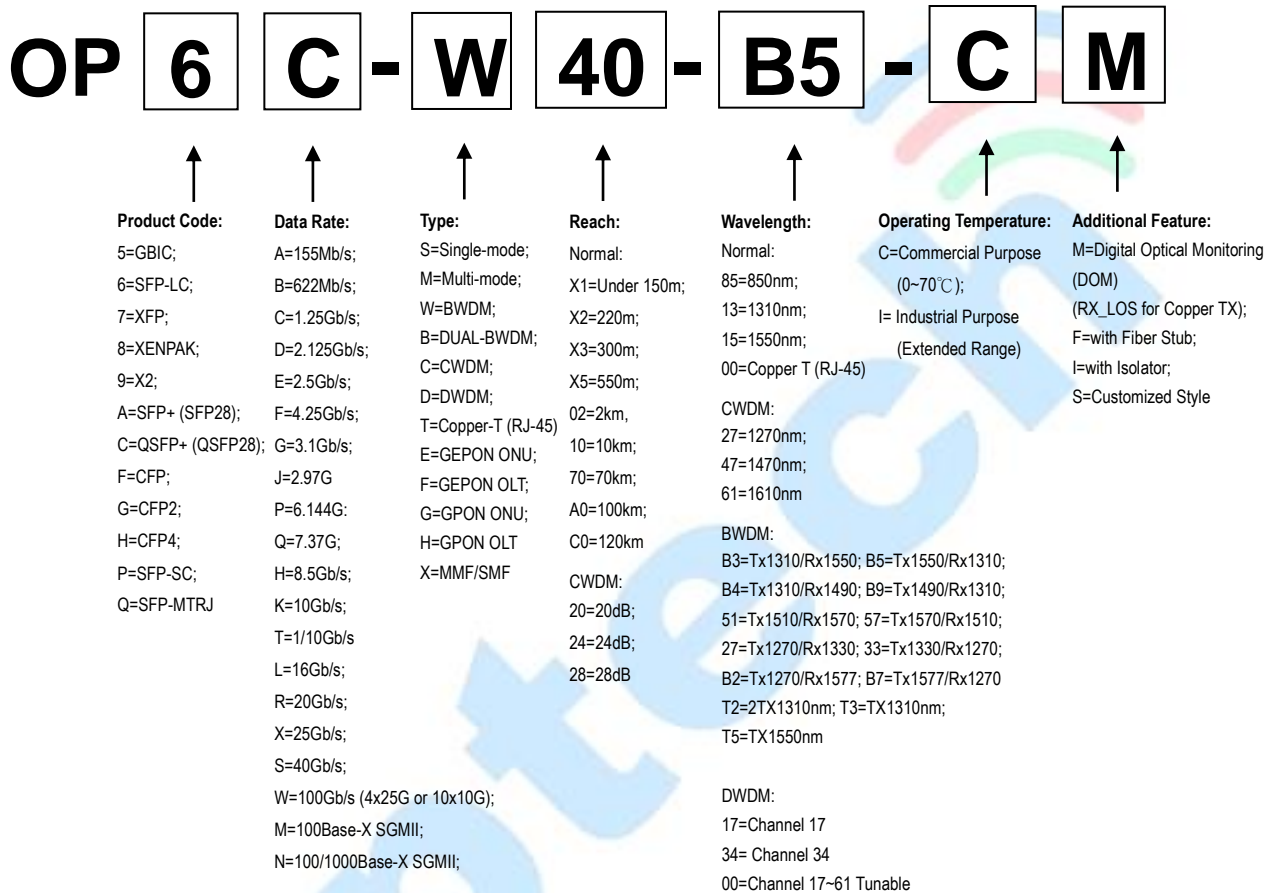 OP 6 C - W 40 - B5 - C M
Product Code:
5=GBIC;
6=SFP-LC;
7=XFP;
8=XENPAK;
9=X2;
A=SFP+ (SFP28);
C=QSFP+ (QSFP28);
F=CFP;
G=CFP2;
H=CFP4;
P=SFP-SC;
Q=SFP-MTRJ
Data Rate:
A=155Mb/s;
B=622Mb/s;
C=1.25Gb/s;
D=2.125Gb/s;
E=2.5Gb/s;
F=4.25Gb/s;
G=3.1Gb/s;
J=2.97G
P=6.144G:
Q=7.37G;
H=8.5Gb/s;
K=10Gb/s;
T=1/10Gb/s
L=16Gb/s;
R=20Gb/s;
X=25Gb/s;
S=40Gb/s;
W=100Gb/s (4x25G or 10x10G);
M=100Base-X SGMII;
N=100/1000Base-X SGMII;
Type:
S=Single-mode;
M=Multi-mode;
W=BWDM;
B=DUAL-BWDM;
C=CWDM;
D=DWDM;
T=Copper-T (RJ-45)
E=GEPON ONU;
F=GEPON OLT;
G=GPON ONU;
H=GPON OLT
X=MMF/SMF
Reach:
Normal:
X1=Under 150m;
X2=220m;
X3=300m;
X5=550m;
02=2km,
10=10km;
70=70km;
A0=100km;
C0=120km
CWDM:
20=20dB;
24=24dB;
28=28dB
Wavelength:
Normal:
85=850nm;
13=1310nm;
15=1550nm;
00=Copper T (RJ-45)
CWDM:
27=1270nm;
47=1470nm;
61=1610nm
BWDM:
B3=Tx1310/Rx1550; B5=Tx1550/Rx1310;
B4=Tx1310/Rx1490; B9=Tx1490/Rx1310;
51=Tx1510/Rx1570; 57=Tx1570/Rx1510;
27=Tx1270/Rx1330; 33=Tx1330/Rx1270;
B2=Tx1270/Rx1577; B7=Tx1577/Rx1270
T2=2TX1310nm; T3=TX1310nm;
T5=TX1550nm
DWDM:
17=Channel 17
34= Channel 34
00=Channel 17~61 Tunable
Operating Temperature:
C=Commercial Purpose
(0~70℃);
I= Industrial Purpose
(Extended Range)
Additional Feature:
M=Digital Optical Monitoring
(DOM)
(RX_LOS for Copper TX);
F=with Fiber Stub;
I=with Isolator;
S=Customized Style
ptech